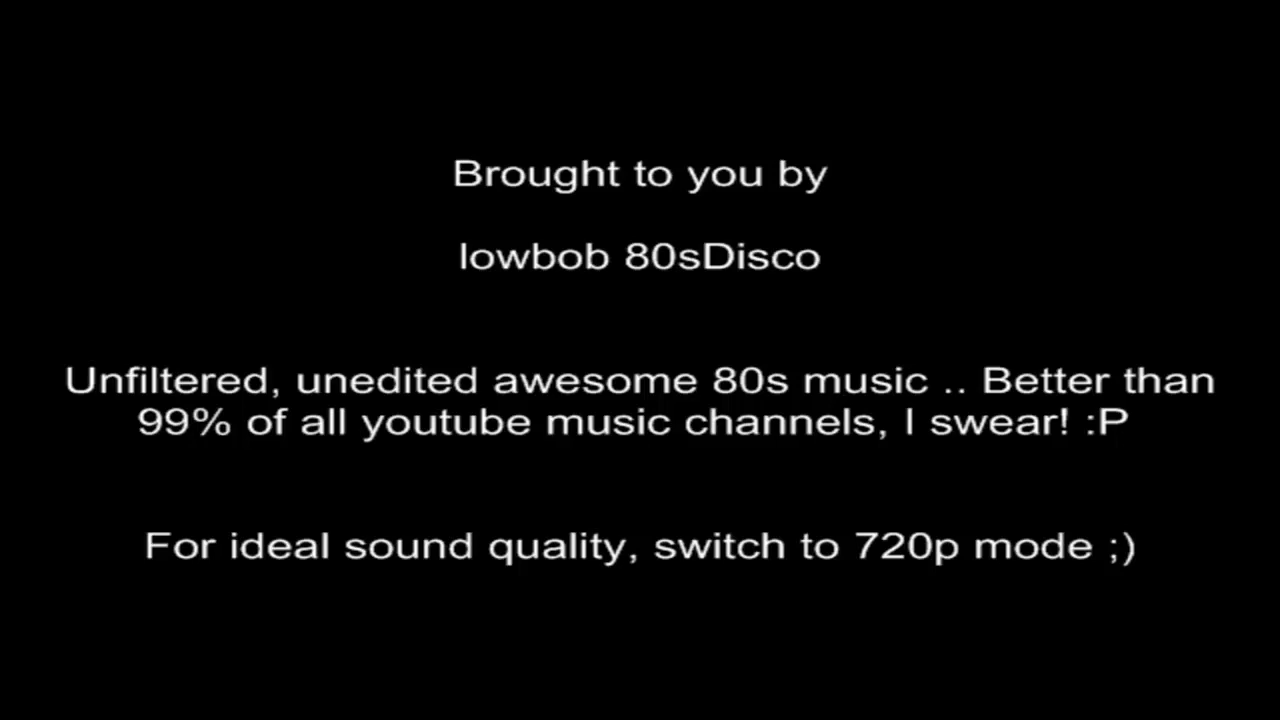 Brought to you by
lowbob 80sDisco
Unfiltered, unedited awesome 80s music .. Better than
99% of all youtube music channels, I swear! :P
For ideal sound quality, switch to 720p mode ;)